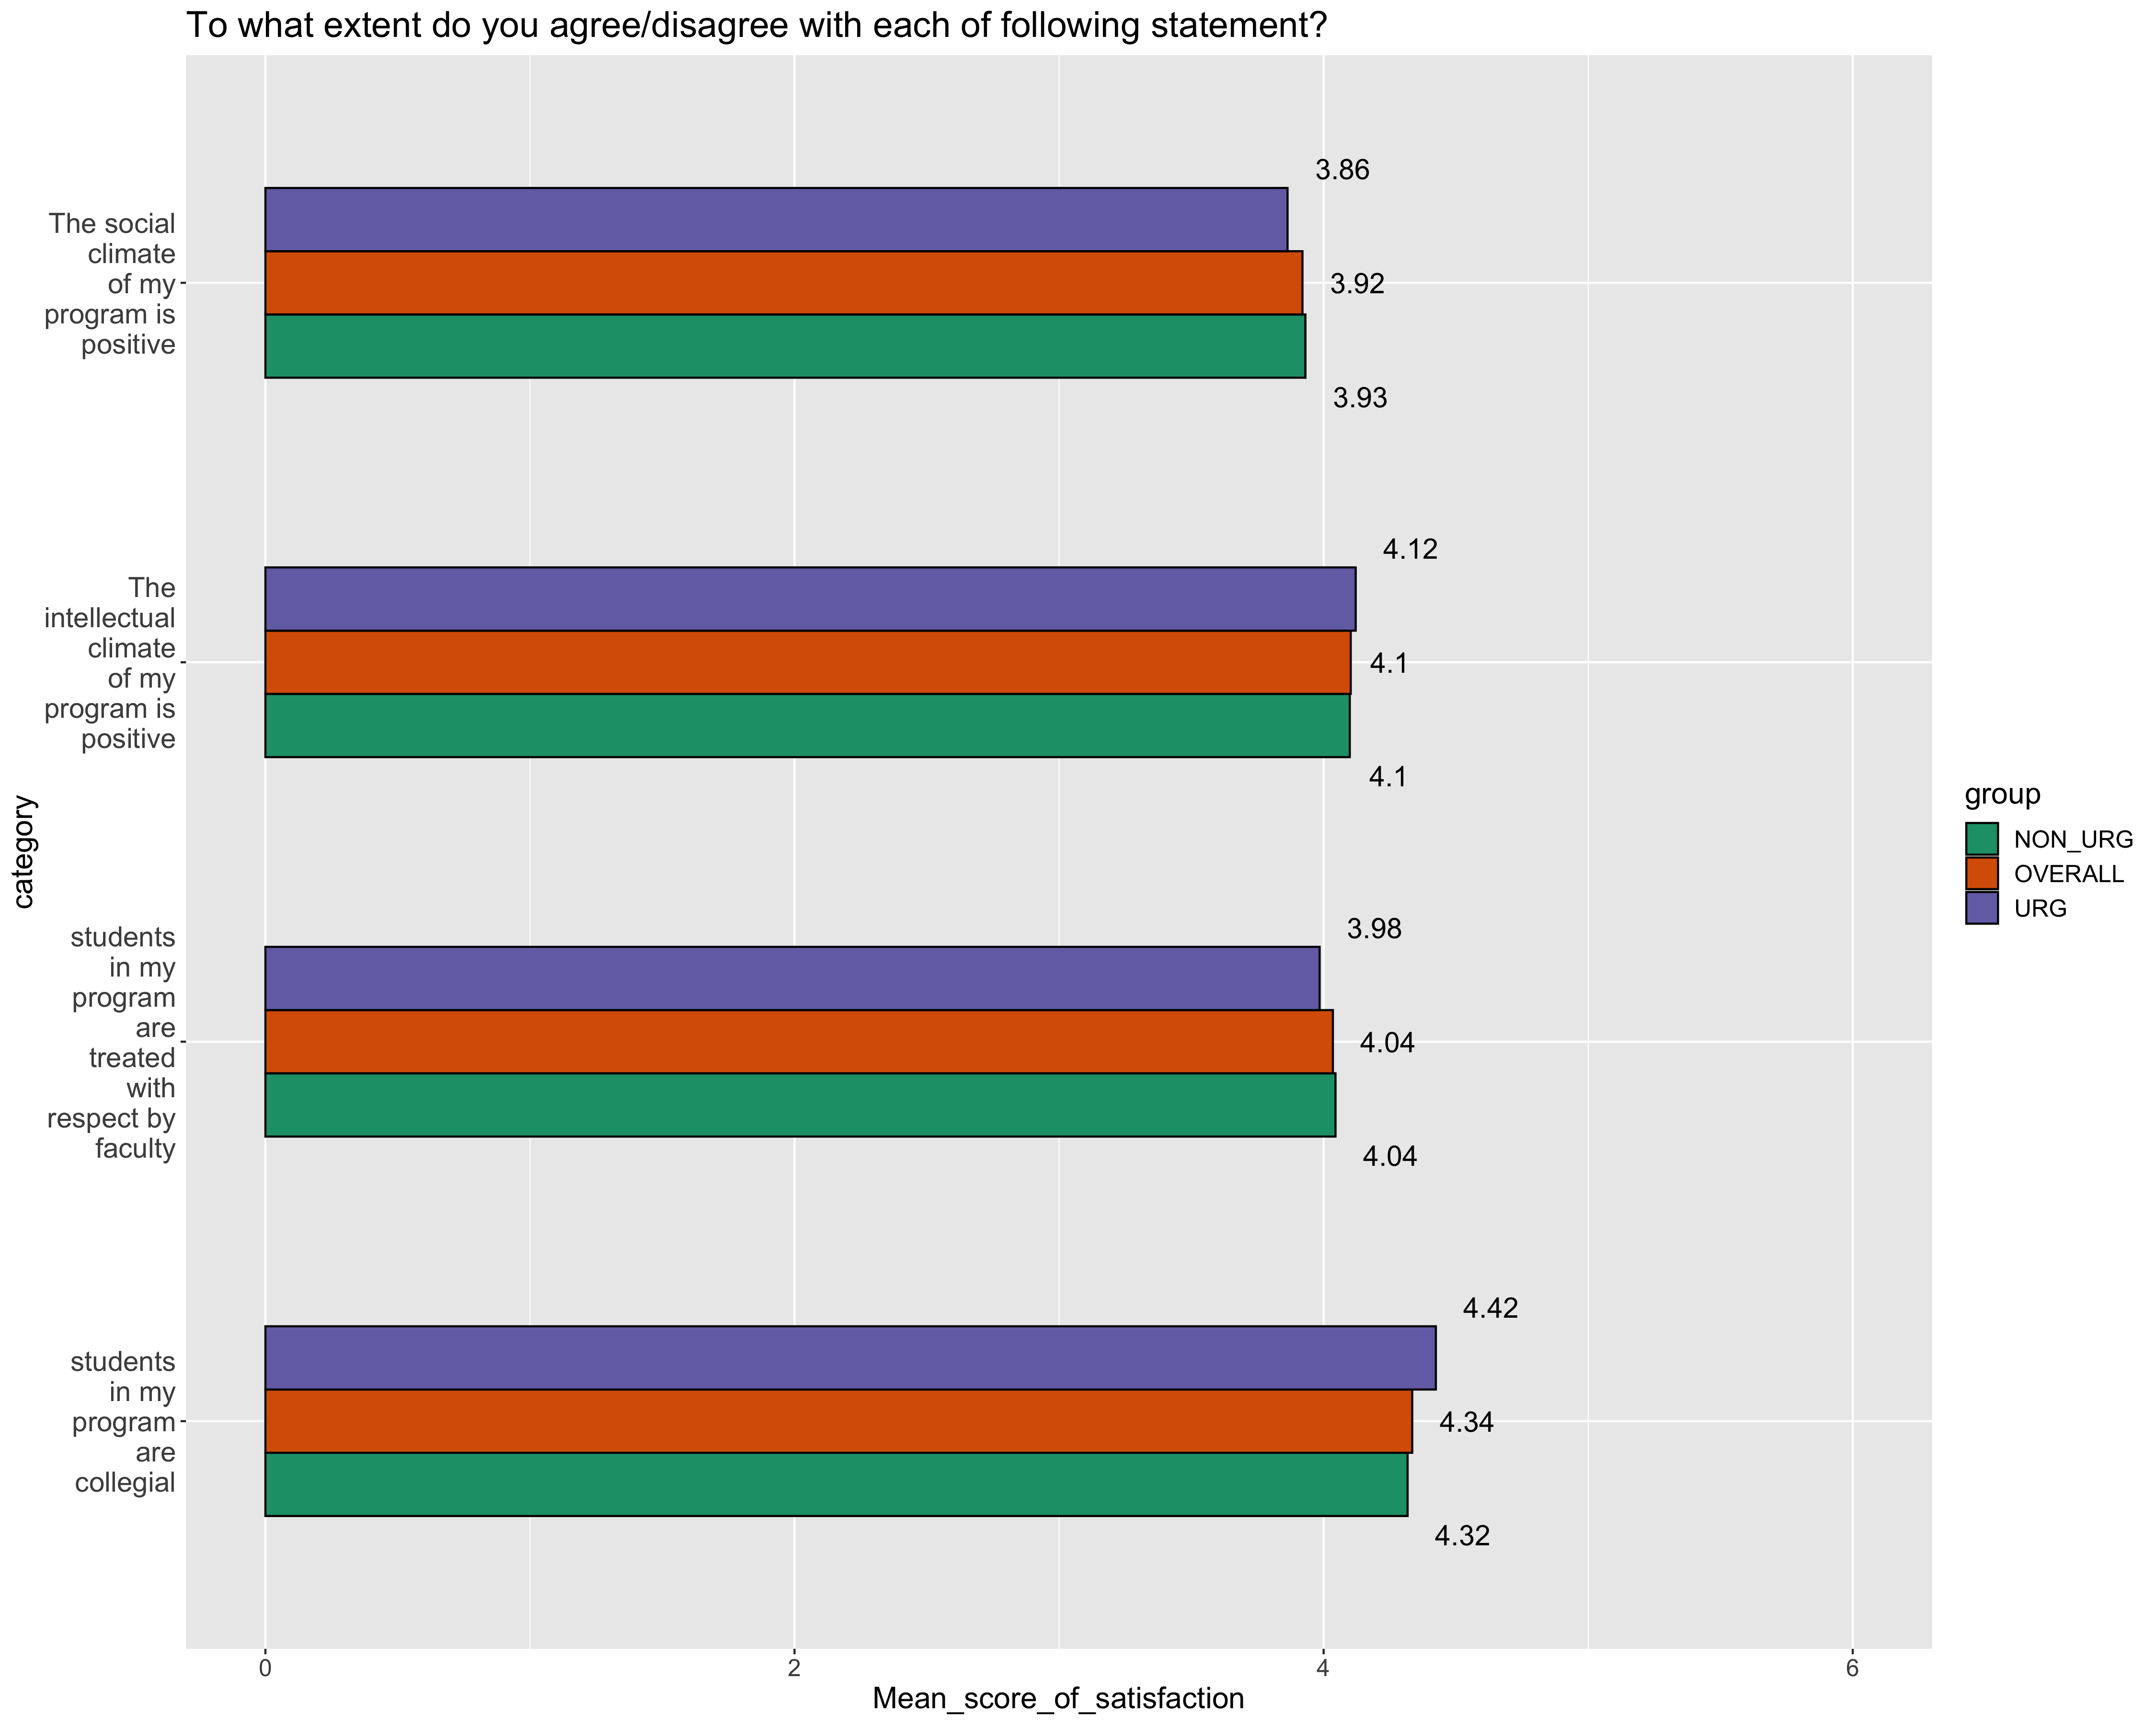 To what extent do you agree/disagree with each of following statement?
The social
climate
of my
program is
positive
3.86
3.92
3.93
The
intellectual
climate
of my
program is
positive
4.12
4.1
4.1
category
students
in my
program
are
treated
with
respect by
faculty
3.98
4.04
4.04
students
in my
program
are
collegial
4.42
4.34
4.32
0 2 4 6
Mean_score_of_satisfaction
group
NON_URG
OVERALL
URG